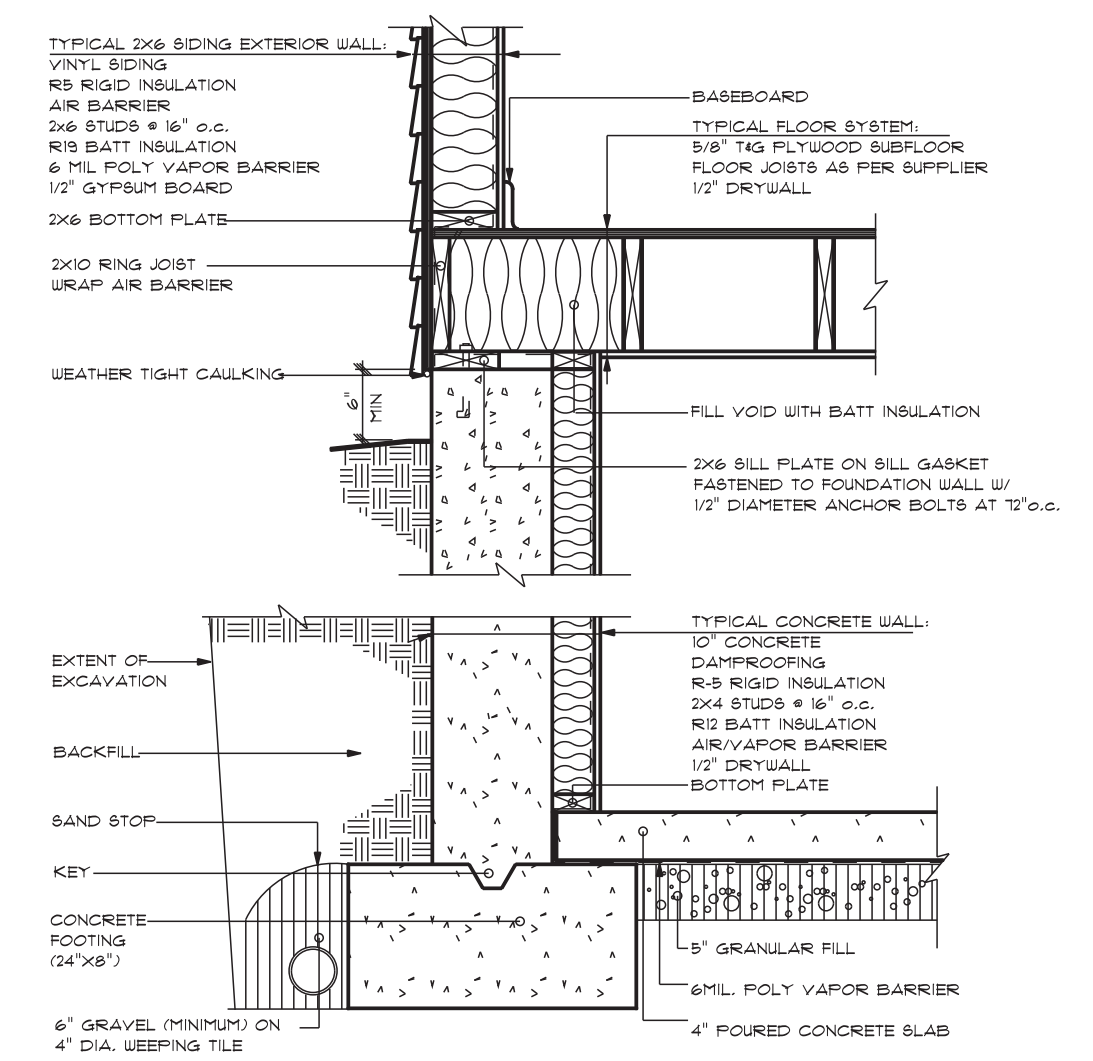 TYPICAL 2X6 SIDING EXTERIOR WALL:
VINYL SIDING
R5 RIGID INSULATION
AIR BARRIER
2x6 STUDS @ 16" o.c.
R19 BATT INSULATION
6 MIL POLY VAPOR BARRIER
1/2" GYPSUM BOARD
2X6 BOTTOM PLATE
2X10 RING JOIST
WRAP AIR BARRIER
WEATHER TIGHT CAULKING
6"
MIN
BASEBOARD
TYPICAL FLOOR SYSTEM:
5/8" T&G PLYWOOD SUBFLOOR
FLOOR JOISTS AS PER SUPPLIER
1/2" DRYWALL
FILL VOID WITH BATT INSULATION
2X6 SILL PLATE ON SILL GASKET
FASTENED TO FOUNDATION WALL W/
1/2" DIAMETER ANCHOR BOLTS AT 72"o.c.
EXTENT OF
EXCAVATION
BACKFILL
SAND STOP
KEY
CONCRETE
FOOTING
(24"X8")
6" GRAVEL (MINIMUM) ON
4" DIA. WEEPING TILE
TYPICAL CONCRETE WALL:
10" CONCRETE
DAMPROOFING
R-5 RIGID INSULATION
2X4 STUDS @ 16" o.c.
R12 BATT INSULATION
AIR/VAPOR BARRIER
1/2" DRYWALL
BOTTOM PLATE
5" GRANULAR FILL
6MIL. POLY VAPOR BARRIER
4" POURED CONCRETE SLAB